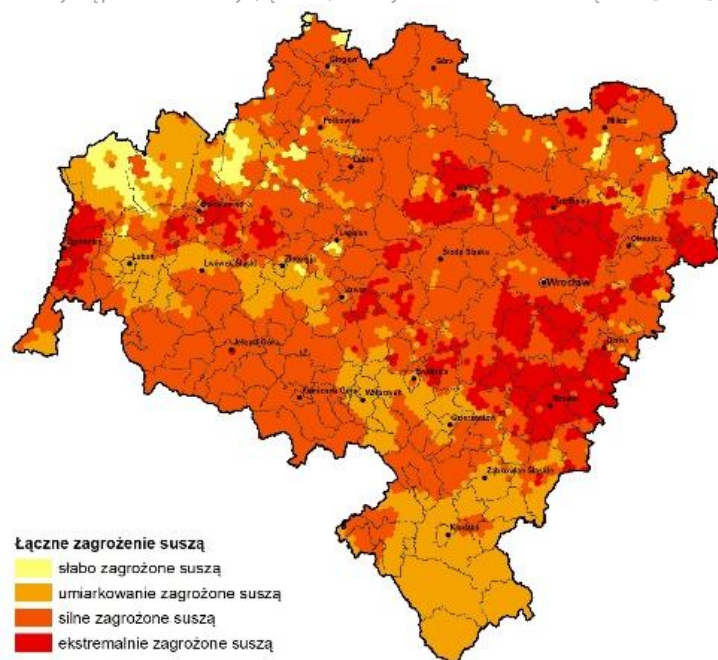 Głogów
Góra
Polkowice
Milicz
Lubin
Wołów
Trzebnica
Bolesławiec
Legnica
Oleśnica
Zgorzelec
Lubań
Złotoryja
Środa Śląska
Lwówek Śląski
Wrocław
Jawor
Oława
Jelenia Góra
Świdnica
Kamienna Góra
Wałbrzych
Strzelin
Dzierżoniów
Ząbkowice Śląskie
Kłodzko
Łączne zagrożenie suszą
słabo zagrożone suszą
umiarkowanie zagrożone suszą
silne zagrożone suszą
ekstremalnie zagrożone suszą